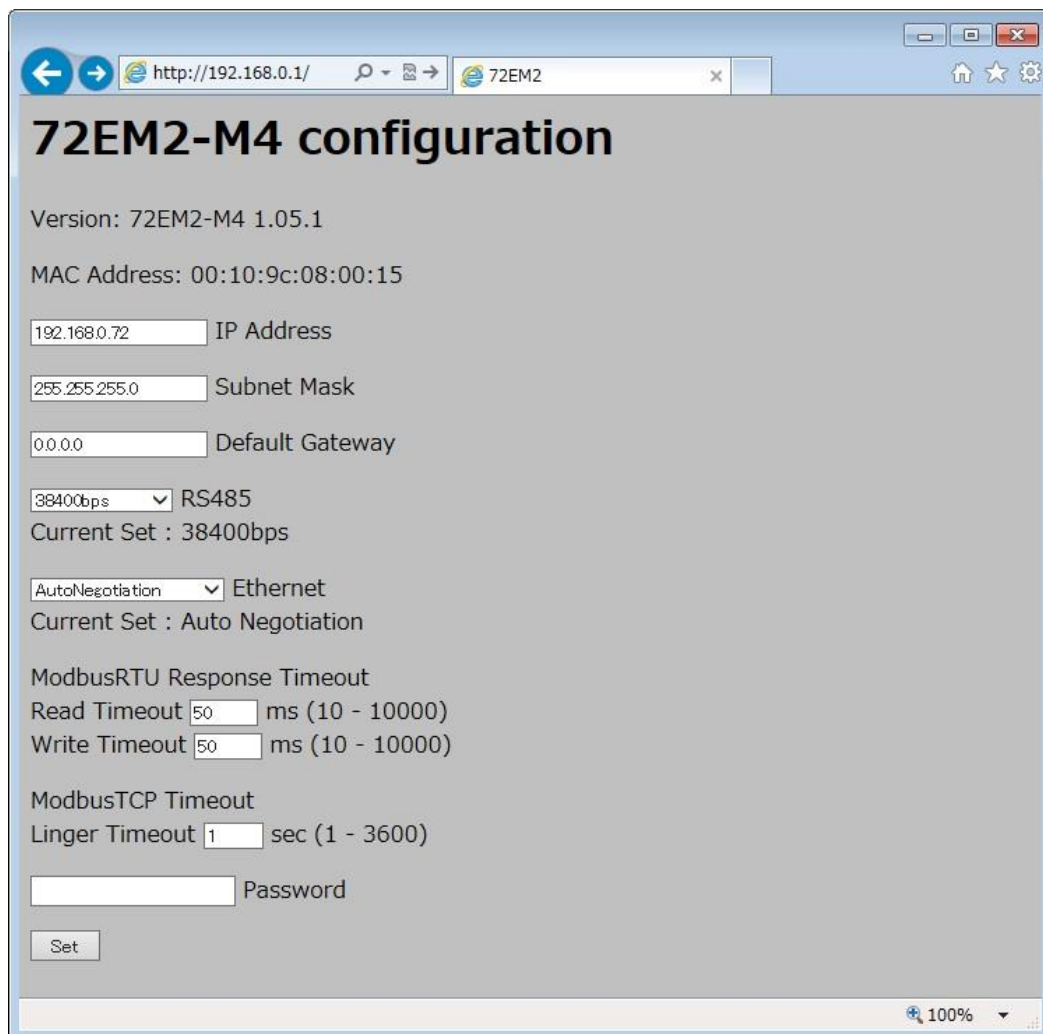 http://192.168.0.1/
72EM2
72EM2-M4 configuration
Version: 72EM2-M4 1.05.1
MAC Address: 00:10:9c:08:00:15
192.168.0.72 IP Address
255.255.255.0 Subnet Mask
0.0.0.0 Default Gateway
38400bps RS485
Current Set : 38400bps
AutoNegotiation Ethernet
Current Set : Auto Negotiation
ModbusRTU Response Timeout
Read Timeout 50 ms (10 - 10000)
Write Timeout 50 ms (10 - 10000)
ModbusTCP Timeout
Linger Timeout 1 sec (1 - 3600)
Password
Set
100%